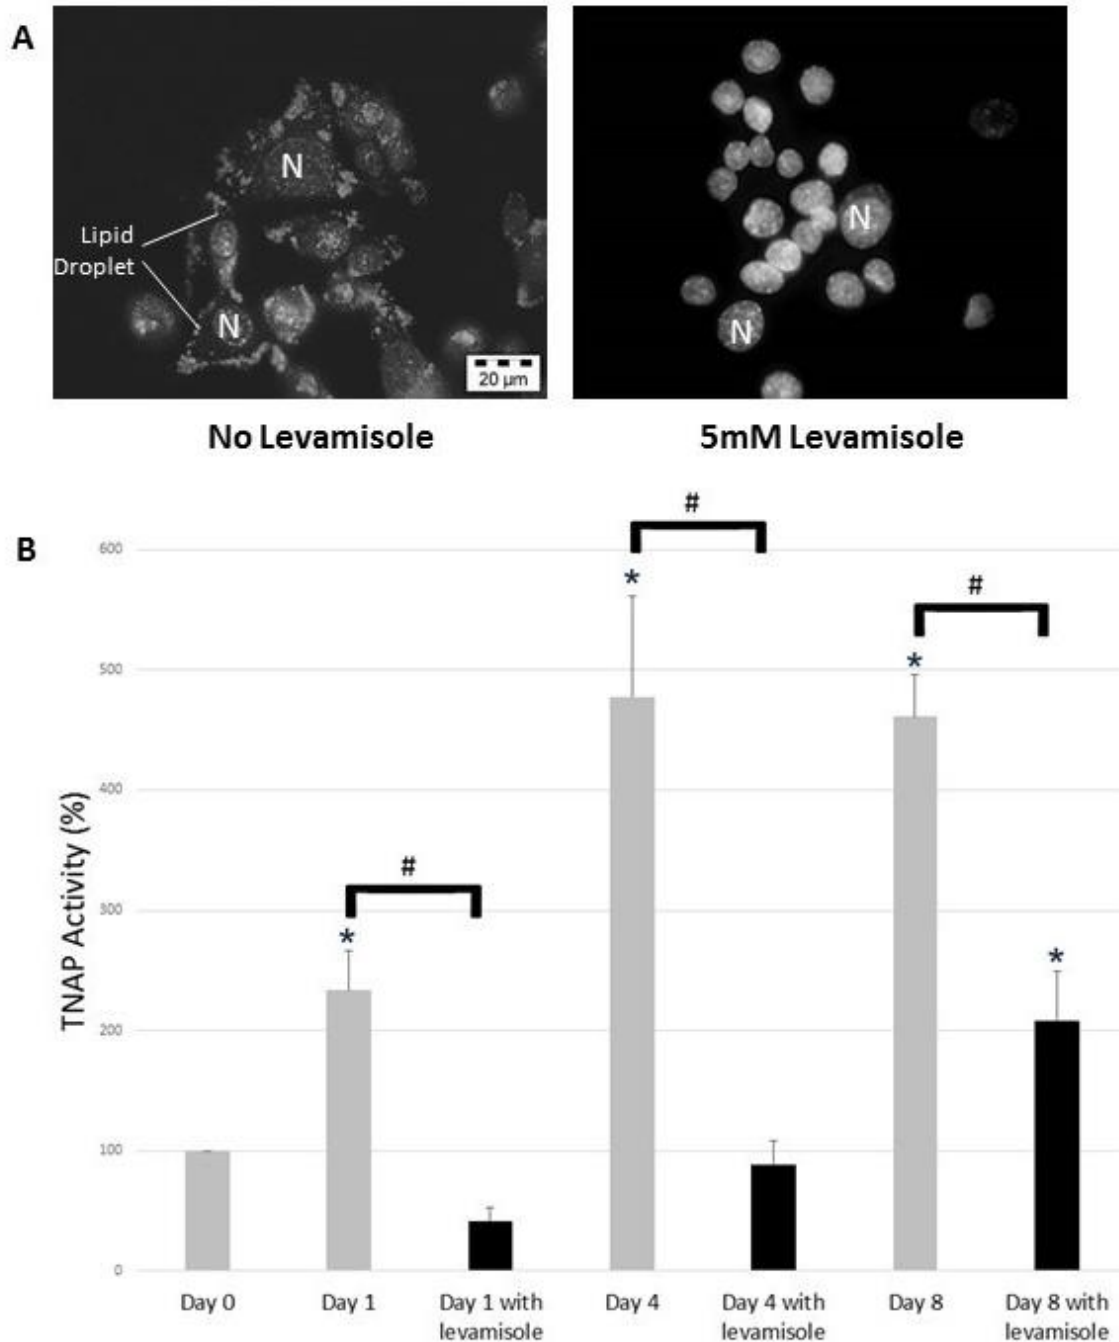 A
N
Lipid
Droplet
N
20 µm
N
N
No Levamisole
5mM Levamisole
B
TNAP Activity (%)
600
500
400
300
200
100
0
#
#
#
*
*
*
*
Day 0
Day 1
Day 1 with
levamisole
Day 4
Day 4 with
levamisole
Day 8
Day 8 with
levamisole